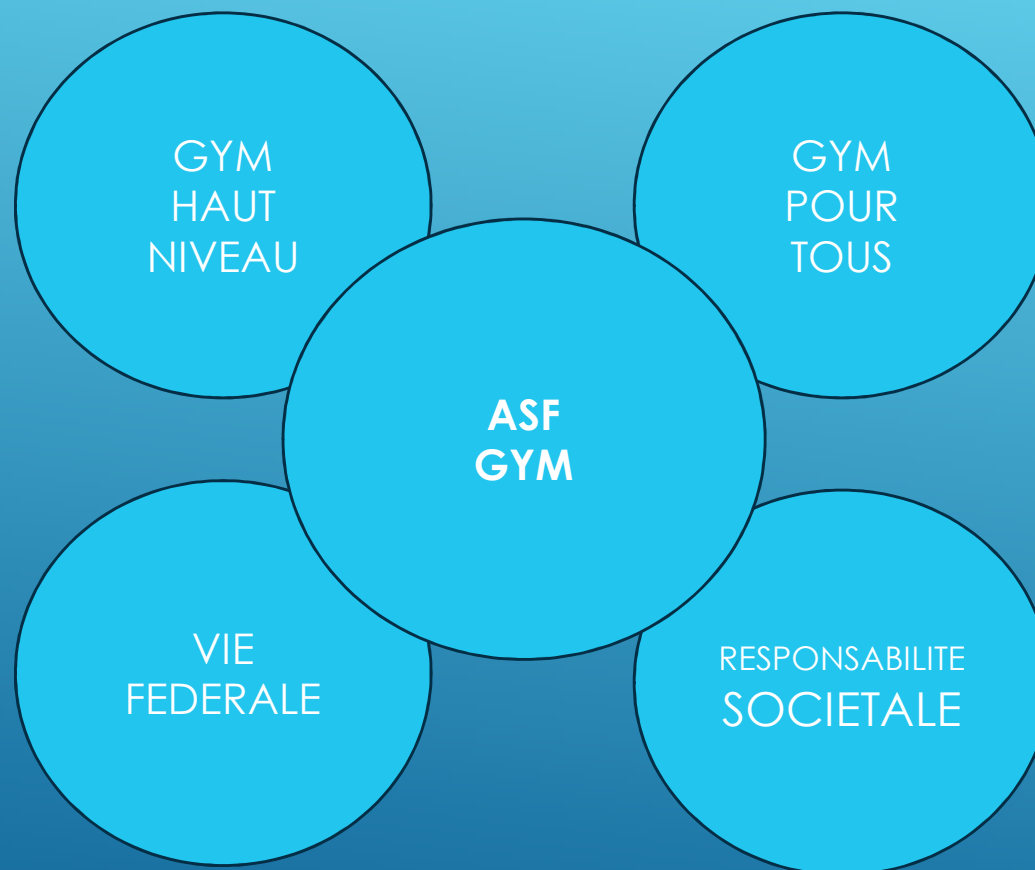 GYM
HAUT
NIVEAU
GYM
POUR
TOUS
ASF
GYM
VIE
FEDERALE
RESPONSABILITE
SOCIETALE